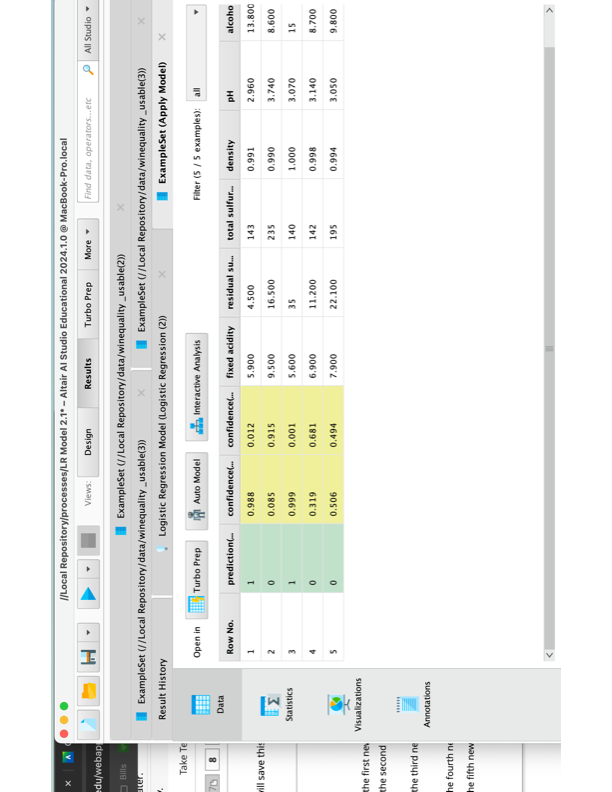 //Local Repository/processes/LR Model 2.1* – Altair AI Studio Educational 2024.1.0 @ MacBook-Pro.local
Views: Design Results Turbo Prep More Find data, operators...etc All Studio
ExampleSet (//Local Repository/data/winequality _usable(2))
ExampleSet (//Local Repository/data/winequality _usable(3)) ExampleSet (//Local Repository/data/winequality _usable(3))
Result History Logistic Regression Model (Logistic Regression (2)) ExampleSet (Apply Model)
Open in Turbo Prep Auto Model Interactive Analysis Filter (5 / 5 examples): all
Row No. prediction(... confidence(... confidence(... fixed acidity residual su... total sulfur... density pH alcoho
1 1 0.988 0.012 5.900 4.500 143 0.991 2.960 13.800
2 0 0.085 0.915 9.500 16.500 235 0.990 3.740 8.600
3 1 0.999 0.001 5.600 35 140 1.000 3.070 15
4 0 0.319 0.681 6.900 11.200 142 0.998 3.140 8.700
5 0 0.506 0.494 7.900 22.100 195 0.994 3.050 9.800
Data
Statistics
Visualizations
Annotations
edu/webap
Bills
ater.
Take Te
8
ill save this
the first ne
the second
the third ne
the fourth n
the fifth new